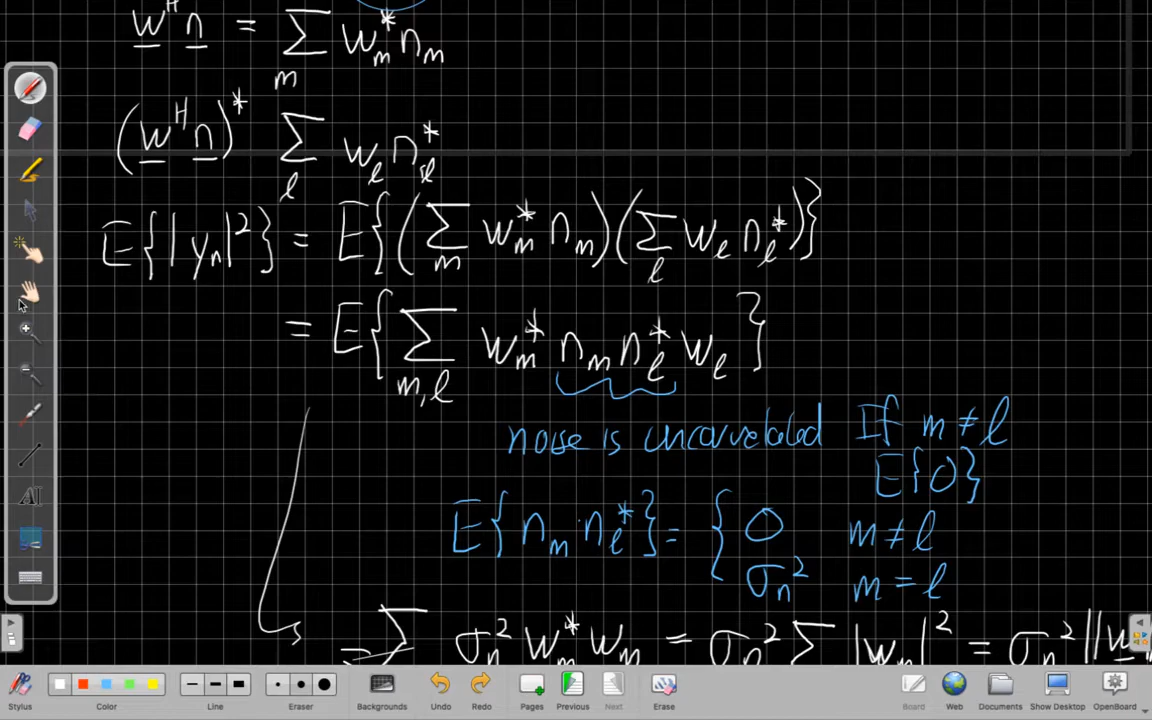 w^H n = Σ_m w_m^* n_m
(w^H n)^* Σ_l w_l n_l^*
E{|y_n|^2} = E{(Σ_m w_m^* n_m)(Σ_l w_l n_l^*)}
= E{Σ_{m,l} w_m^* n_m n_l^* w_l}
noise is uncorrelated If m ≠ l
E{0}
E{n_m · n_l^*} = { 0 m ≠ l
σ_n^2 m = l
= Σ σ_n^2 w_m^* w_m = σ_n^2 Σ |w_m|^2 = σ_n^2 ||w
Stylus Color Line Eraser Backgrounds Undo Redo Pages Previous Next Erase Board Web Documents Show Desktop OpenBoard